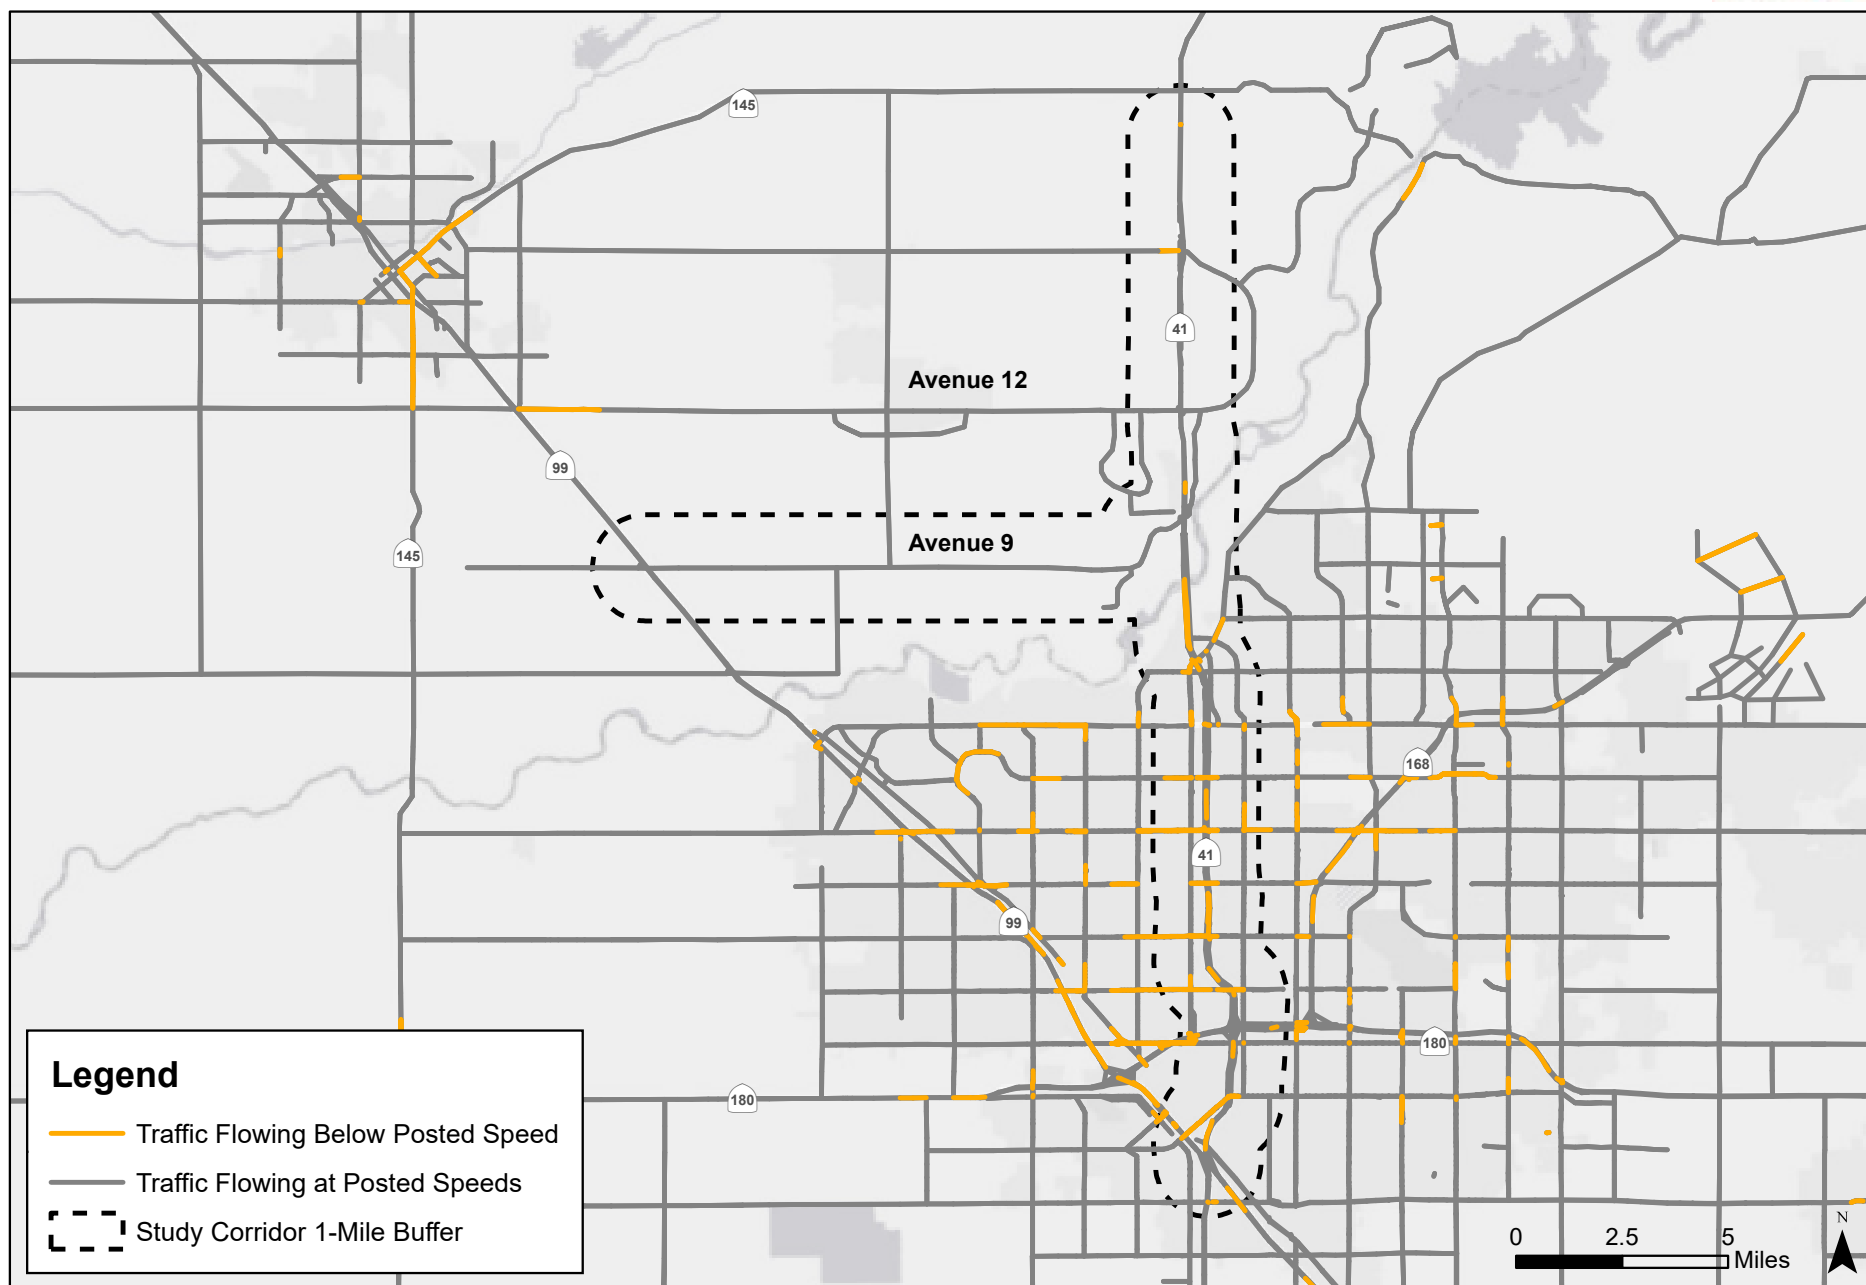 145
41
Avenue 12
99
Avenue 9
145
168
41
99
180
180
Legend
Traffic Flowing Below Posted Speed
Traffic Flowing at Posted Speeds
Study Corridor 1-Mile Buffer
0 2.5 5
Miles
N